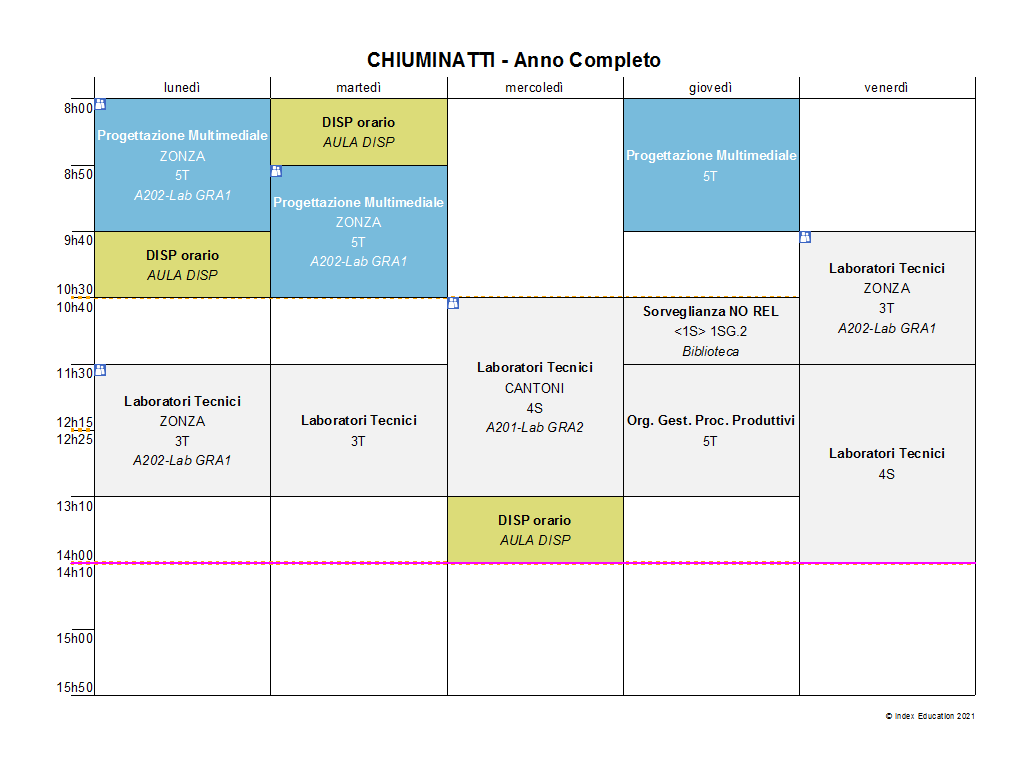 CHIUMINATTI - Anno Completo
lunedì
martedì
mercoledì
giovedì
venerdì
8h00
8h50
9h40
10h30
10h40
11h30
12h15
12h25
13h10
14h00
14h10
15h00
15h50
Progettazione Multimediale
ZONZA
5T
A202-Lab GRA1
DISP orario
AULA DISP
Laboratori Tecnici
ZONZA
3T
A202-Lab GRA1
DISP orario
AULA DISP
Progettazione Multimediale
ZONZA
5T
A202-Lab GRA1
Laboratori Tecnici
3T
Laboratori Tecnici
CANTONI
4S
A201-Lab GRA2
DISP orario
AULA DISP
Progettazione Multimediale
5T
Sorveglianza NO REL
<1S> 1SG.2
Biblioteca
Org. Gest. Proc. Produttivi
5T
Laboratori Tecnici
ZONZA
3T
A202-Lab GRA1
Laboratori Tecnici
4S
© Index Education 2021